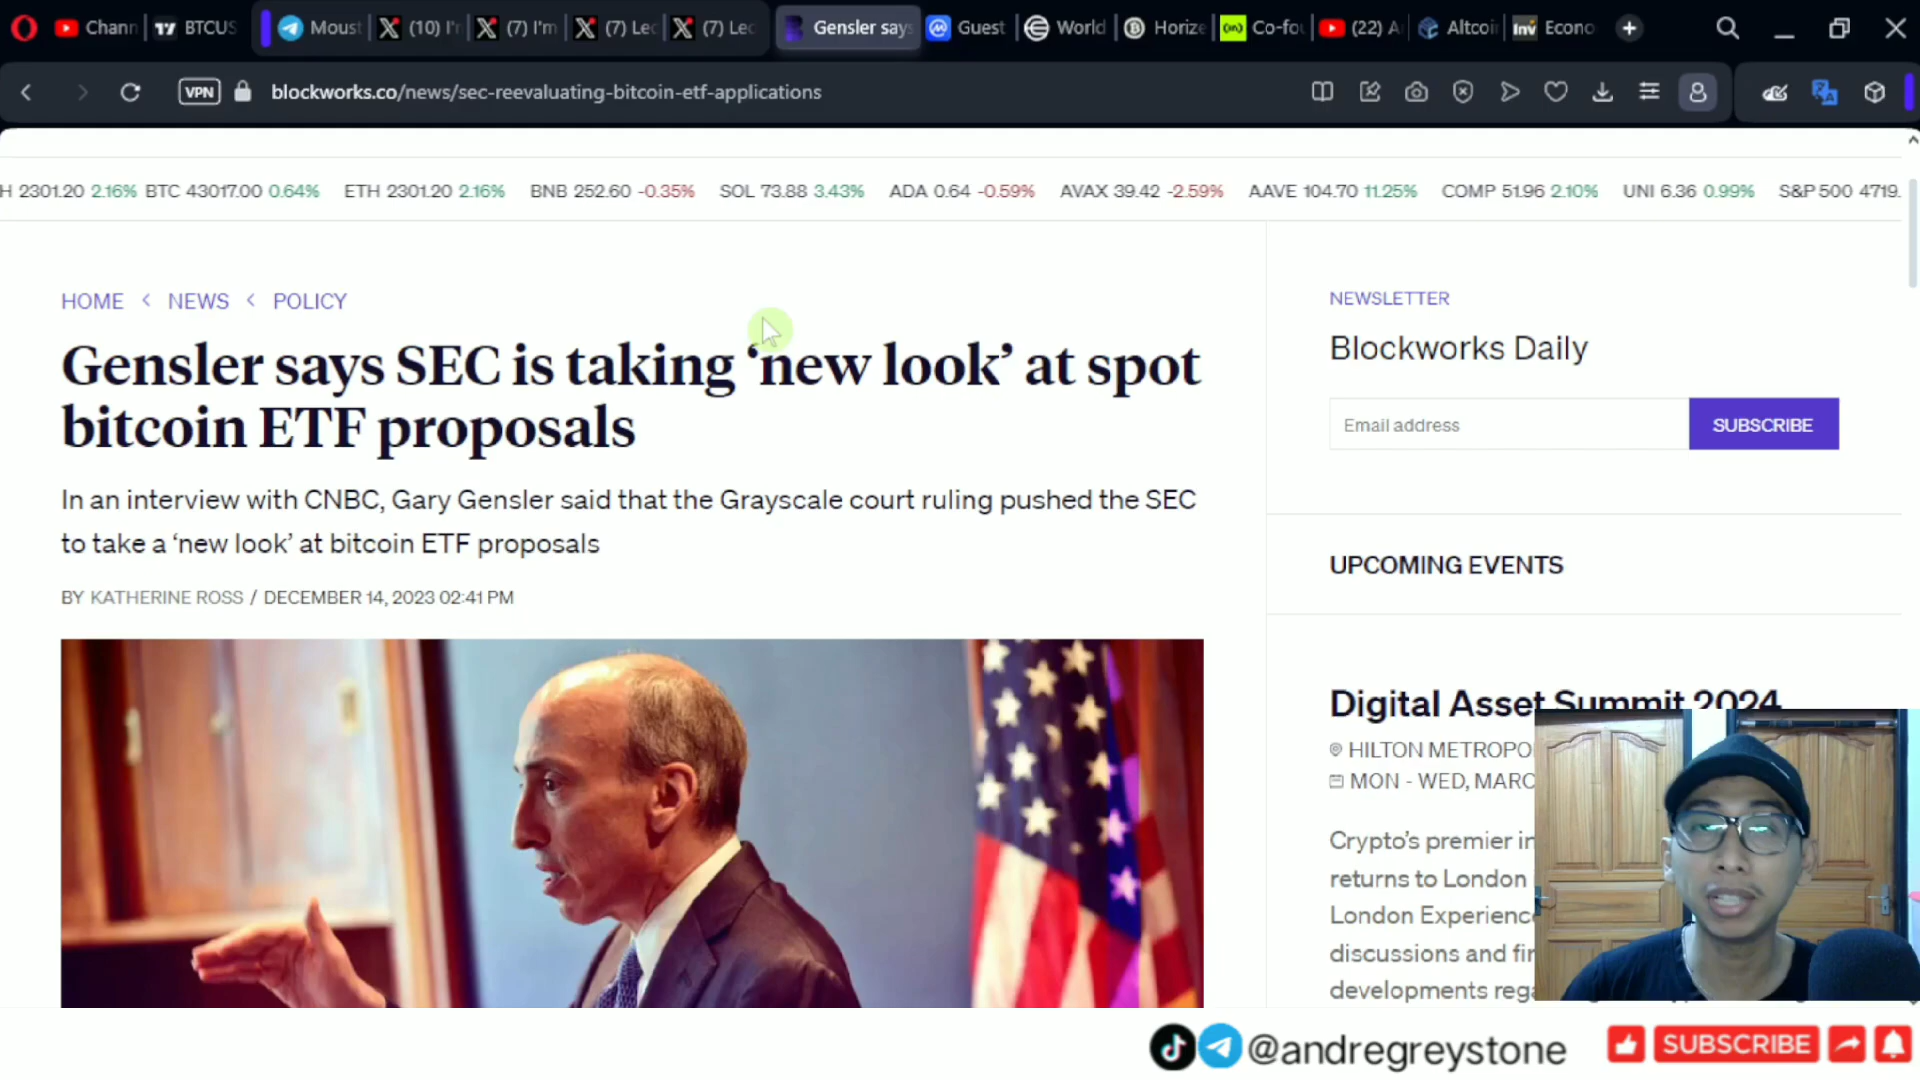 Chann
BTCUS
Moust
(10) I'm
(7) I'm
(7) Lec
(7) Lec
Gensler say
Guest
World
Horize
Co-fou
(22) A
Altcoi
Econo
VPN
blockworks.co/news/sec-reevaluating-bitcoin-etf-applications
H 2301.20 2.16% BTC 43017.00 0.64% ETH 2301.20 2.16% BNB 252.60 -0.35% SOL 73.88 3.43% ADA 0.64 -0.59% AVAX 39.42 -2.59% AAVE 104.70 11.25% COMP 51.96 2.10% UNI 6.36 0.99% S&P 500 4719.
HOME < NEWS < POLICY
Gensler says SEC is taking ‘new look’ at spot
bitcoin ETF proposals
In an interview with CNBC, Gary Gensler said that the Grayscale court ruling pushed the SEC
to take a ‘new look’ at bitcoin ETF proposals
BY KATHERINE ROSS / DECEMBER 14, 2023 02:41 PM
NEWSLETTER
Blockworks Daily
Email address
SUBSCRIBE
UPCOMING EVENTS
Digital Asset Summit 2024
HILTON METROPO
MON - WED, MARC
Crypto’s premier in
returns to London
London Experienc
discussions and fir
developments rega
@andregreystone
SUBSCRIBE